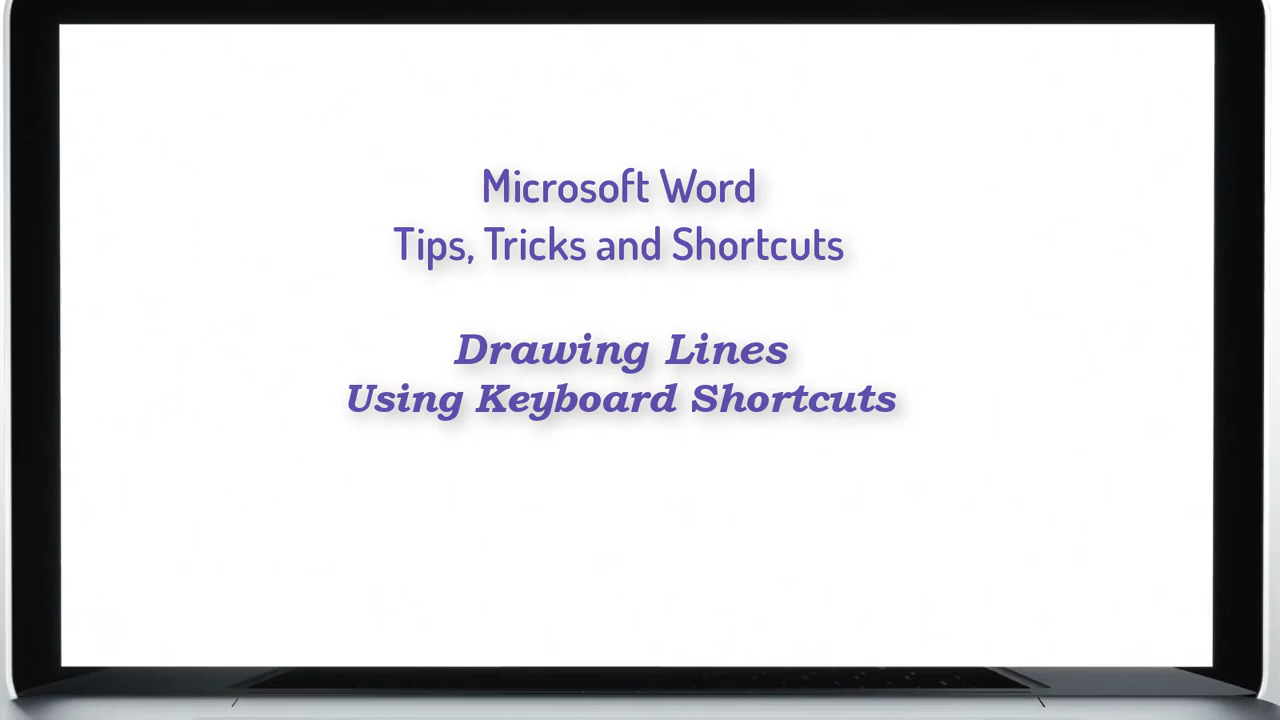 Microsoft Word
Tips, Tricks and Shortcuts
Drawing Lines
Using Keyboard Shortcuts